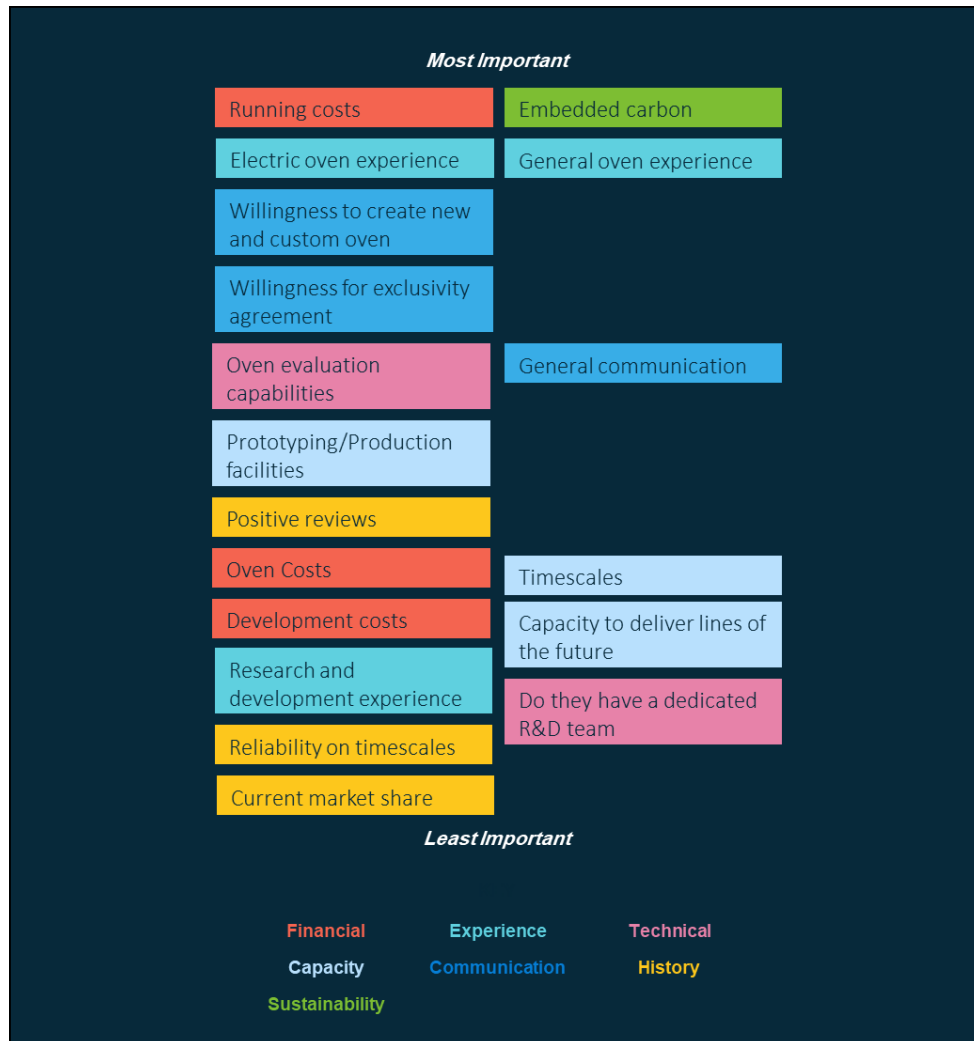 Most Important
Running costs
Embedded carbon
Electric oven experience
General oven experience
Willingness to create new
and custom oven
Willingness for exclusivity
agreement
Oven evaluation
capabilities
General communication
Prototyping/Production
facilities
Positive reviews
Oven Costs
Timescales
Development costs
Capacity to deliver lines of
the future
Research and
development experience
Do they have a dedicated
R&D team
Reliability on timescales
Current market share
Least Important
Financial
Experience
Technical
Capacity
Communication
History
Sustainability